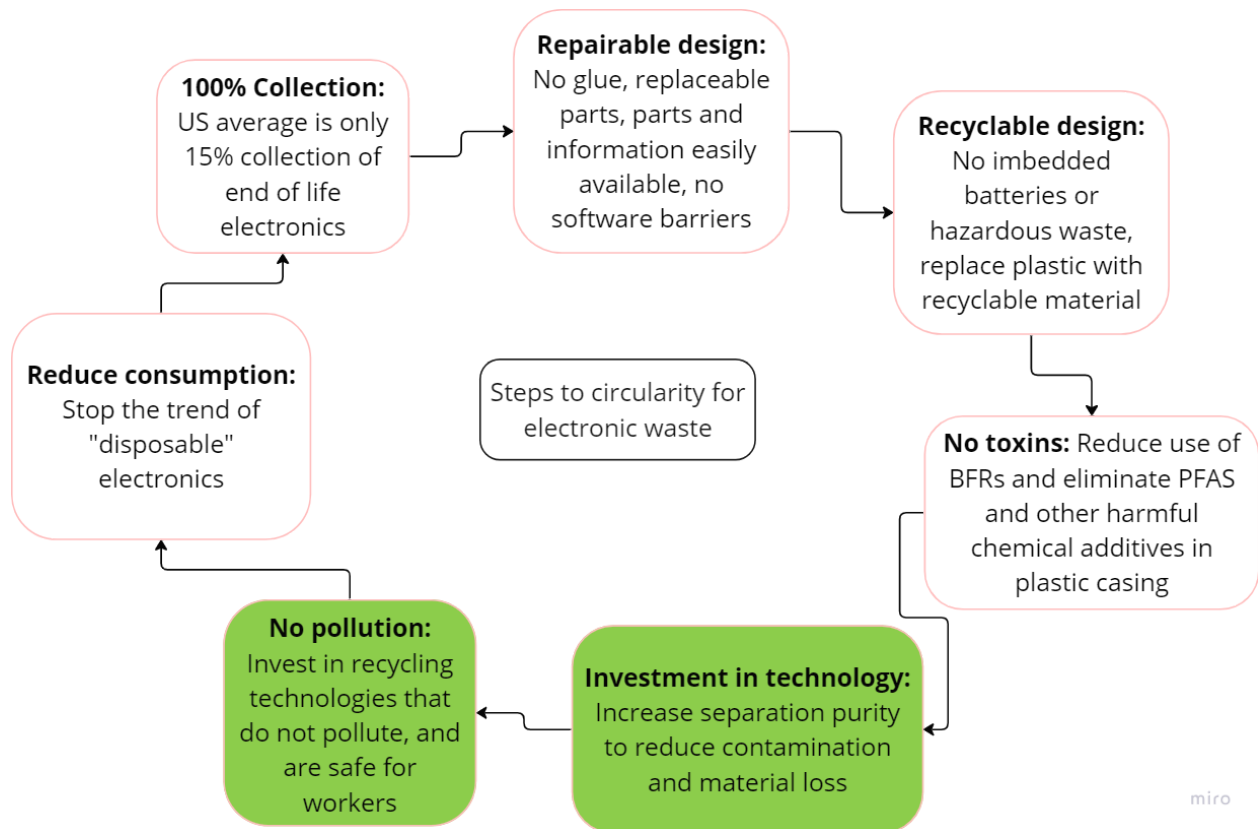 Repairable design:
No glue, replaceable
parts, parts and
information easily
available, no
software barriers
100% Collection:
US average is only
15% collection of
end of life
electronics
Recyclable design:
No imbedded
batteries or
hazardous waste,
replace plastic with
recyclable material
Reduce consumption:
Stop the trend of
"disposable"
electronics
Steps to circularity for
electronic waste
No toxins: Reduce use of
BFRs and eliminate PFAS
and other harmful
chemical additives in
plastic casing
No pollution:
Invest in recycling
technologies that
do not pollute, and
are safe for
workers
Investment in technology:
Increase separation purity
to reduce contamination
and material loss
miro